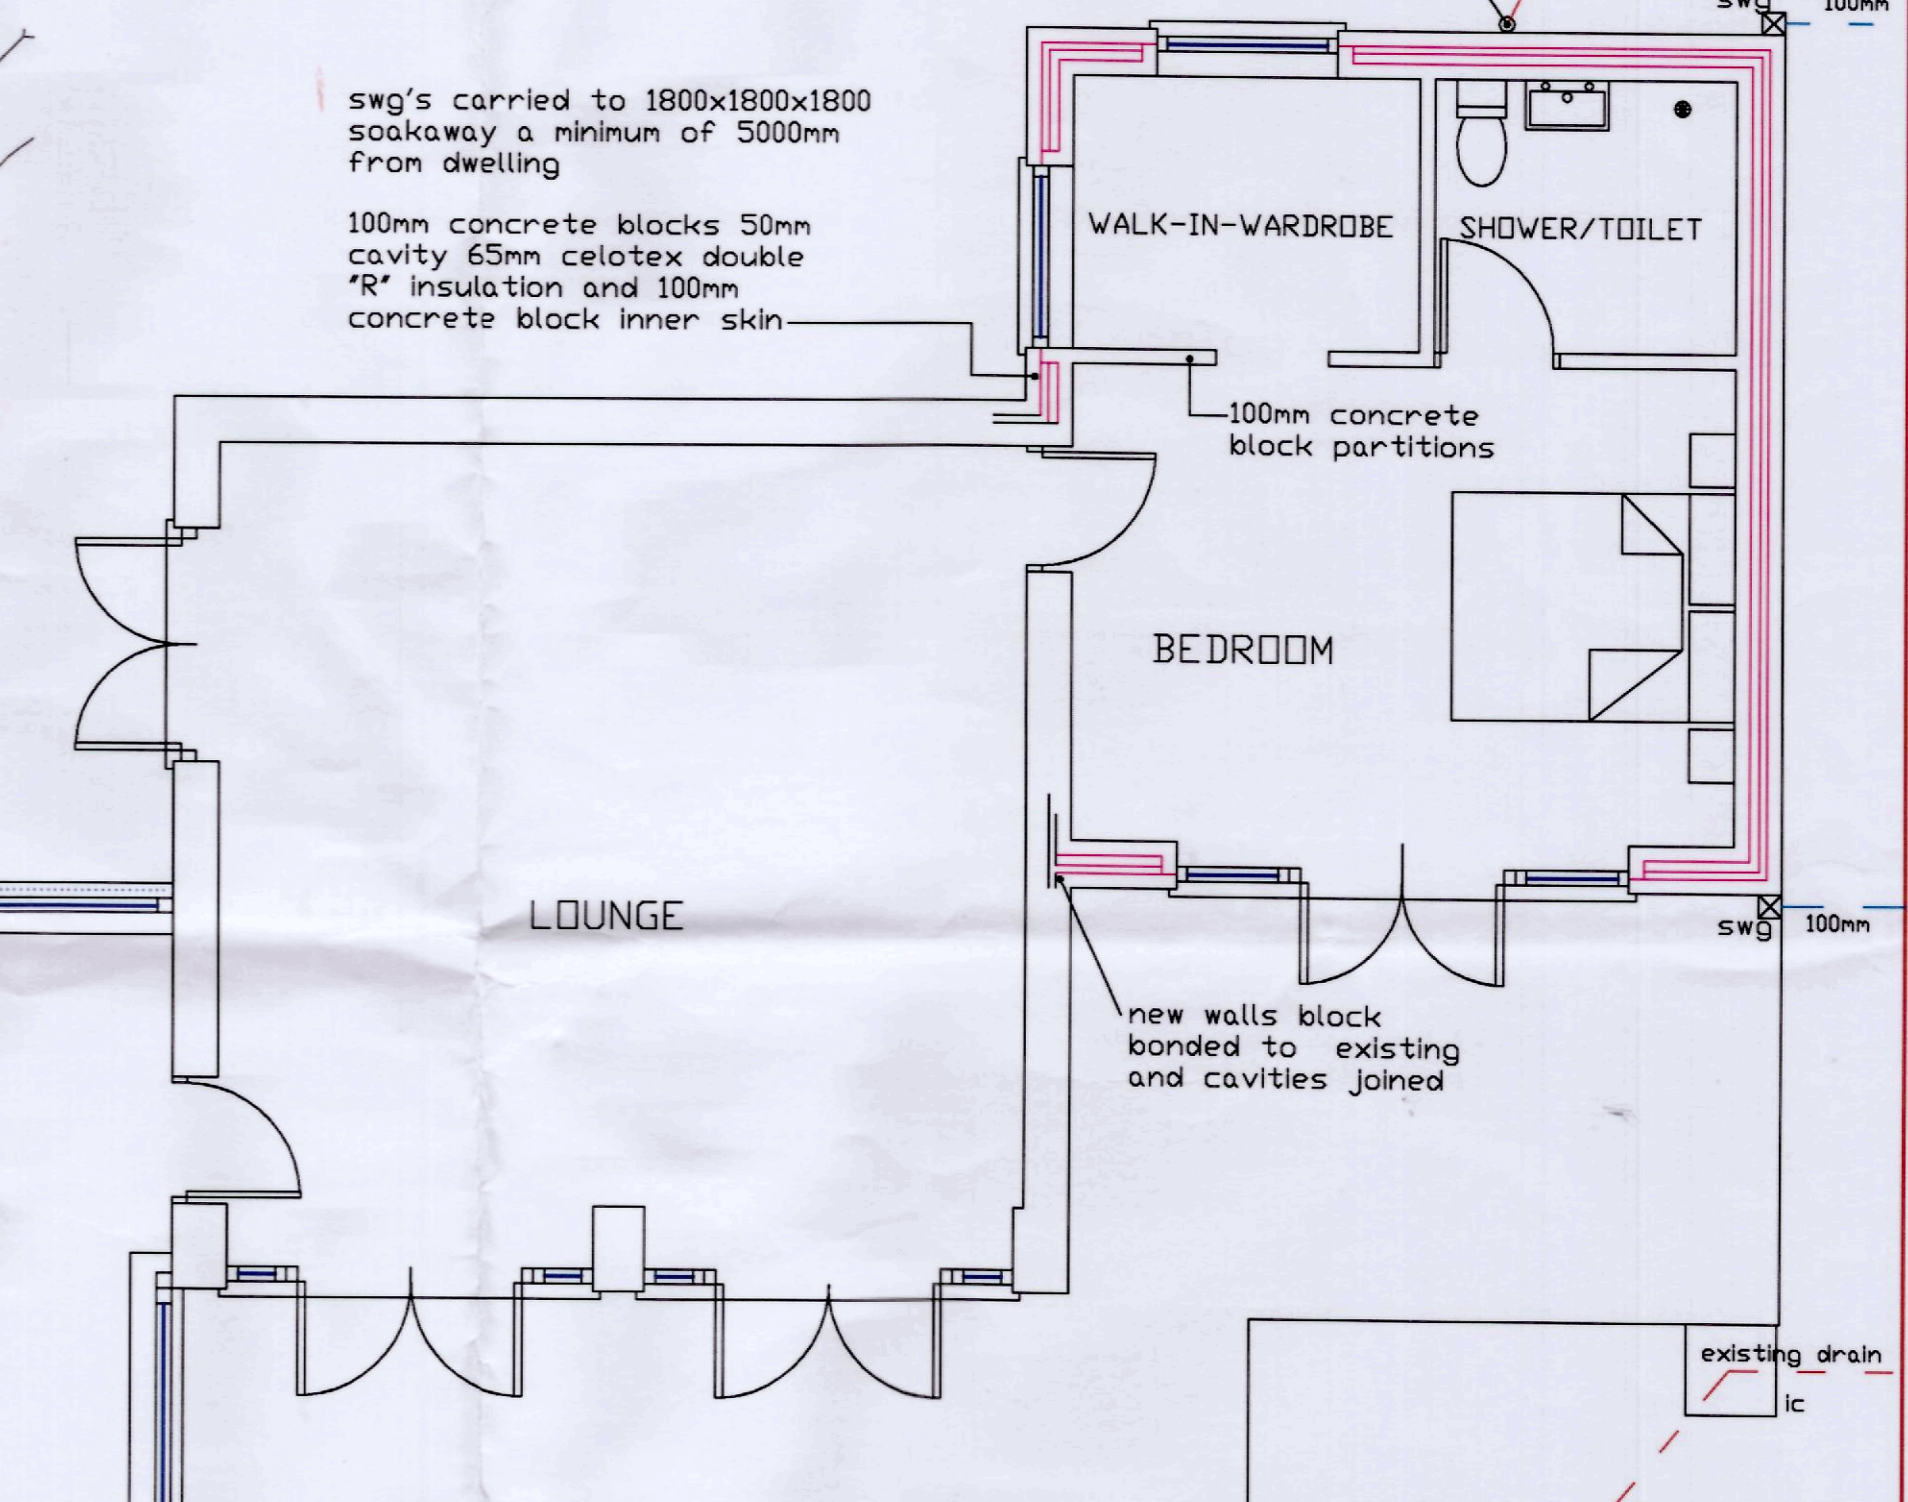 swg
100mm
swg's carried to 1800x1800x1800
soakaway a minimum of 5000mm
from dwelling
100mm concrete blocks 50mm
cavity 65mm celotex double
"R" insulation and 100mm
concrete block inner skin
WALK-IN-WARDROBE
SHOWER/TOILET
100mm concrete
block partitions
BEDROOM
LOUNGE
swg
100mm
new walls block
bonded to existing
and cavities joined
existing drain
ic